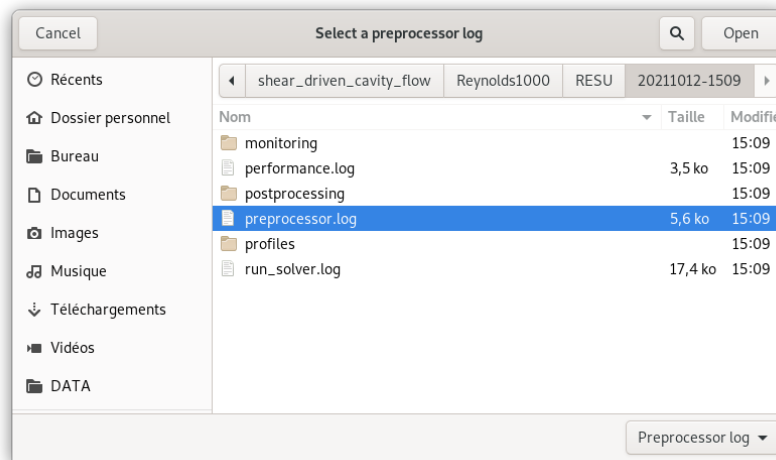 Cancel Select a preprocessor log Open
Récents
Dossier personnel
Bureau
Documents
Images
Musique
Téléchargements
Vidéos
DATA
shear_driven_cavity_flow Reynolds1000 RESU 20211012-1509
Nom Taille Modifié
monitoring 15:09
performance.log 3,5 ko 15:09
postprocessing 15:09
preprocessor.log 5,6 ko 15:09
profiles 15:09
run_solver.log 17,4 ko 15:09
Preprocessor log